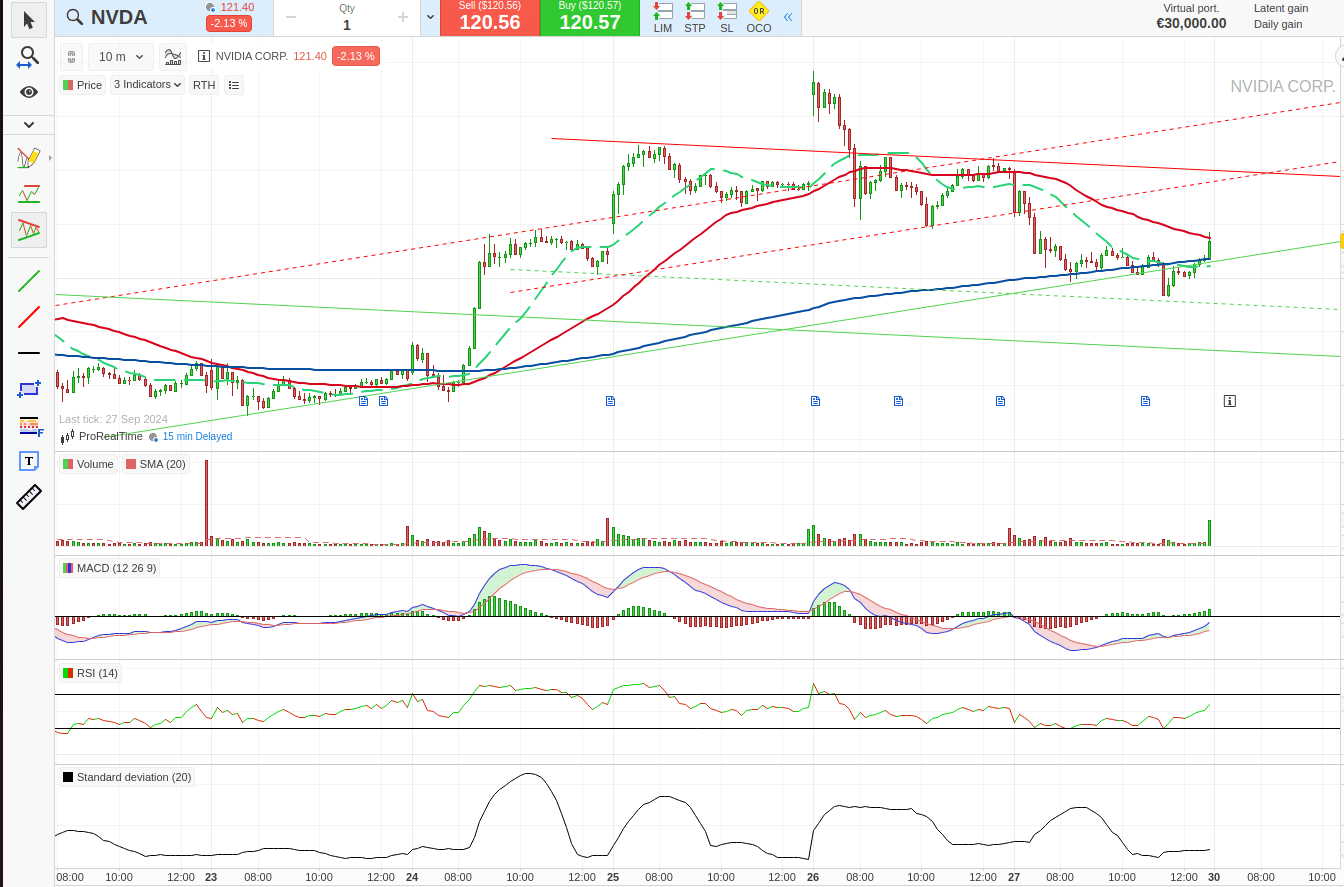 NVDA
121.40
-2.13 %
Qty
1
Sell ($120.56)
120.56
Buy ($120.57)
120.57
LIM
STP
SL
OR
OCO
Virtual port.
€30,000.00
Latent gain
Daily gain
10 m
NVIDIA CORP.
121.40
-2.13 %
Price
3 Indicators
RTH
NVIDIA CORP.
Last tick: 27 Sep 2024
ProRealTime
15 min Delayed
Volume
SMA (20)
MACD (12 26 9)
RSI (14)
Standard deviation (20)
F
T
08:00 10:00 12:00 23 08:00 10:00 12:00 24 08:00 10:00 12:00 25 08:00 10:00 12:00 26 08:00 10:00 12:00 27 08:00 10:00 12:00 30 08:00 10:00